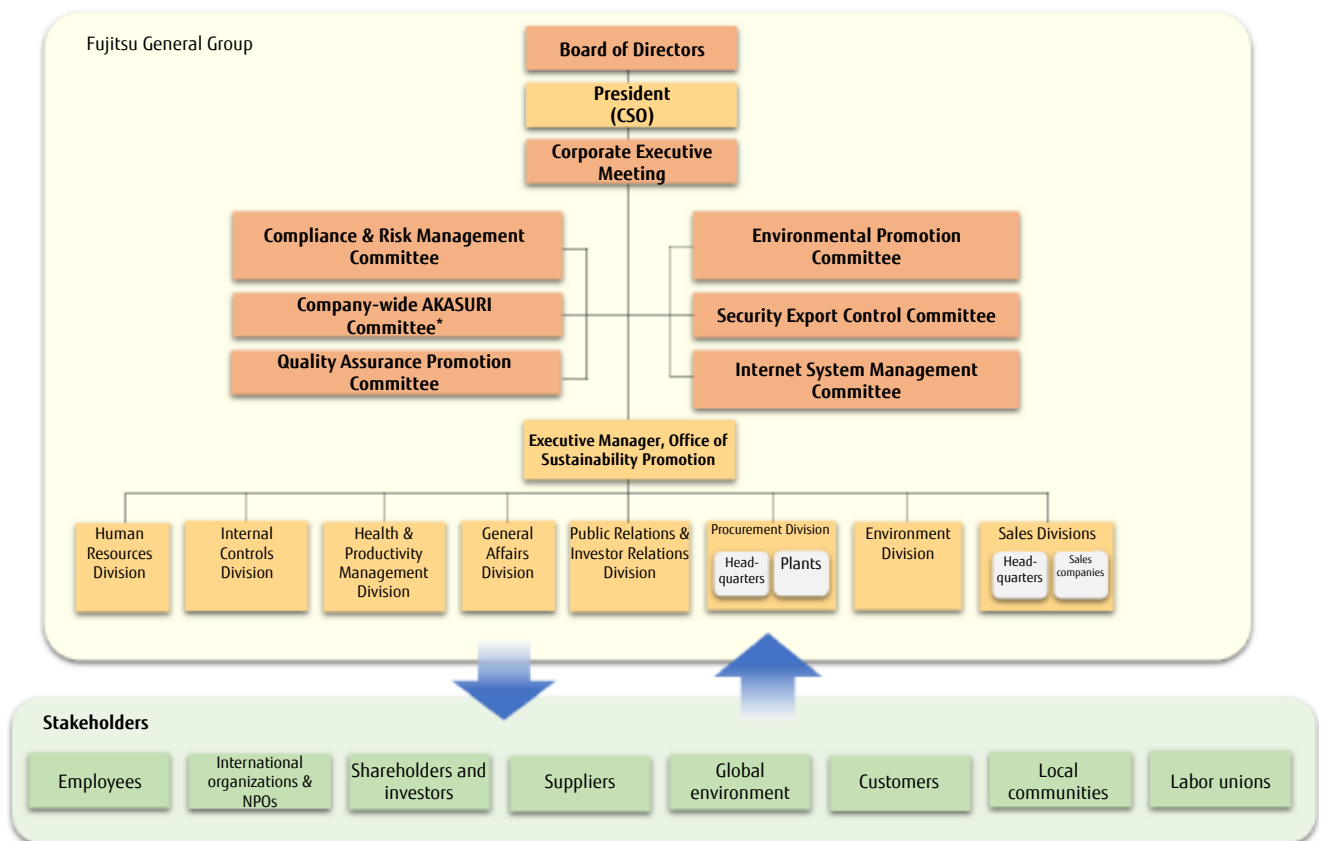 Fujitsu General Group
Board of Directors
President
(CSO)
Corporate Executive
Meeting
Compliance & Risk Management
Committee
Environmental Promotion
Committee
Company-wide AKASURI
Committee*
Security Export Control Committee
Quality Assurance Promotion
Committee
Internet System Management
Committee
Executive Manager, Office of
Sustainability Promotion
Human
Resources
Division
Internal
Controls
Division
Health &
Productivity
Management
Division
General
Affairs
Division
Public Relations &
Investor Relations
Division
Procurement Division
Head-
quarters
Plants
Environment
Division
Sales Divisions
Head-
quarters
Sales
companies
Stakeholders
Employees
International
organizations &
NPOs
Shareholders and
investors
Suppliers
Global
environment
Customers
Local
communities
Labor unions